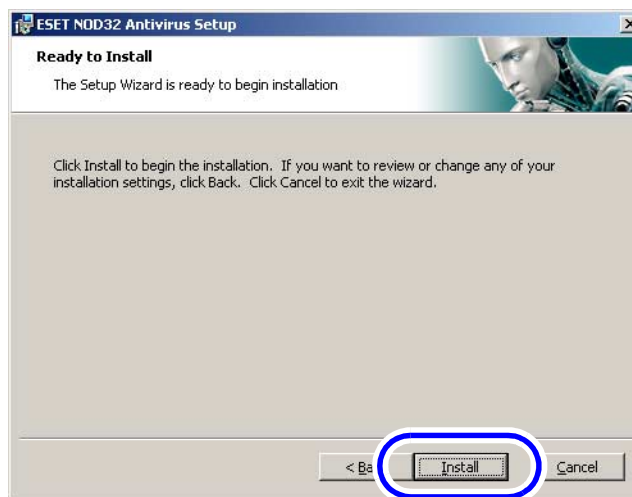 ESET NOD32 Antivirus Setup
Ready to Install
The Setup Wizard is ready to begin installation
Click Install to begin the installation. If you want to review or change any of your
installation settings, click Back. Click Cancel to exit the wizard.
< Ba Install Cancel